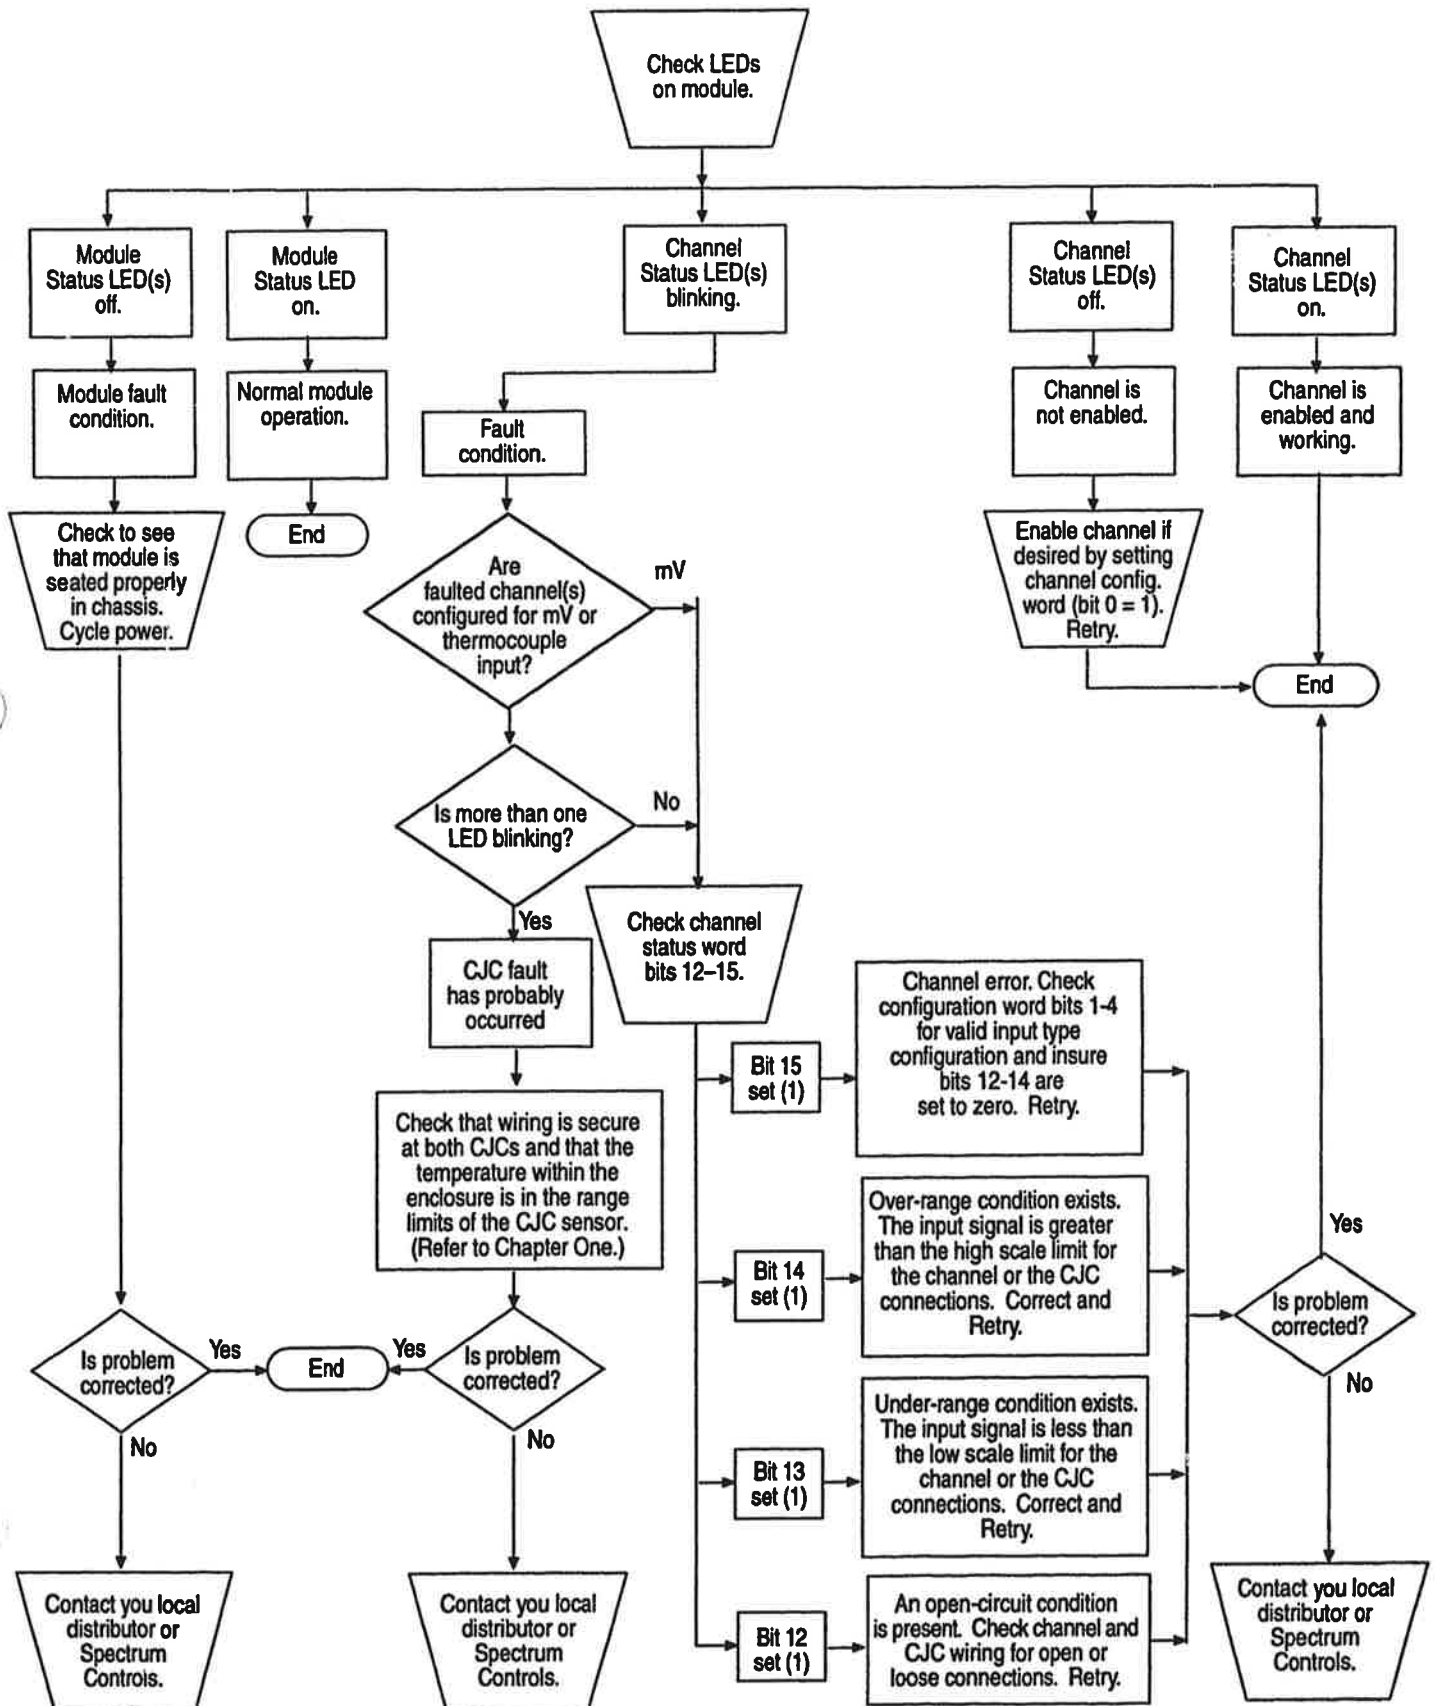 Check LEDs
on module.
Module
Status LED(s)
off.
Module
Status LED
on.
Channel
Status LED(s)
blinking.
Channel
Status LED(s)
off.
Channel
Status LED(s)
on.
Module fault
condition.
Normal module
operation.
Fault
condition.
Channel is
not enabled.
Channel is
enabled and
working.
Check to see
that module is
seated properly
in chassis.
Cycle power.
End
Are
faulted channel(s)
configured for mV or
thermocouple
input?
mV
Enable channel if
desired by setting
channel config.
word (bit 0 = 1).
Retry.
End
Is more than one
LED blinking?
No
Yes
CJC fault
has probably
occurred
Check channel
status word
bits 12–15.
Check that wiring is secure
at both CJCs and that the
temperature within the
enclosure is in the range
limits of the CJC sensor.
(Refer to Chapter One.)
Bit 15
set (1)
Channel error. Check
configuration word bits 1-4
for valid input type
configuration and insure
bits 12-14 are
set to zero. Retry.
Bit 14
set (1)
Over-range condition exists.
The input signal is greater
than the high scale limit for
the channel or the CJC
connections. Correct and
Retry.
Bit 13
set (1)
Under-range condition exists.
The input signal is less than
the low scale limit for the
channel or the CJC
connections. Correct and
Retry.
Bit 12
set (1)
An open-circuit condition
is present. Check channel and
CJC wiring for open or
loose connections. Retry.
Is problem
corrected?
Yes
End
Yes
Is problem
corrected?
Yes
Is problem
corrected?
No
No
No
Contact you local
distributor or
Spectrum
Controls.
Contact you local
distributor or
Spectrum
Controls.
Contact you local
distributor or
Spectrum
Controls.